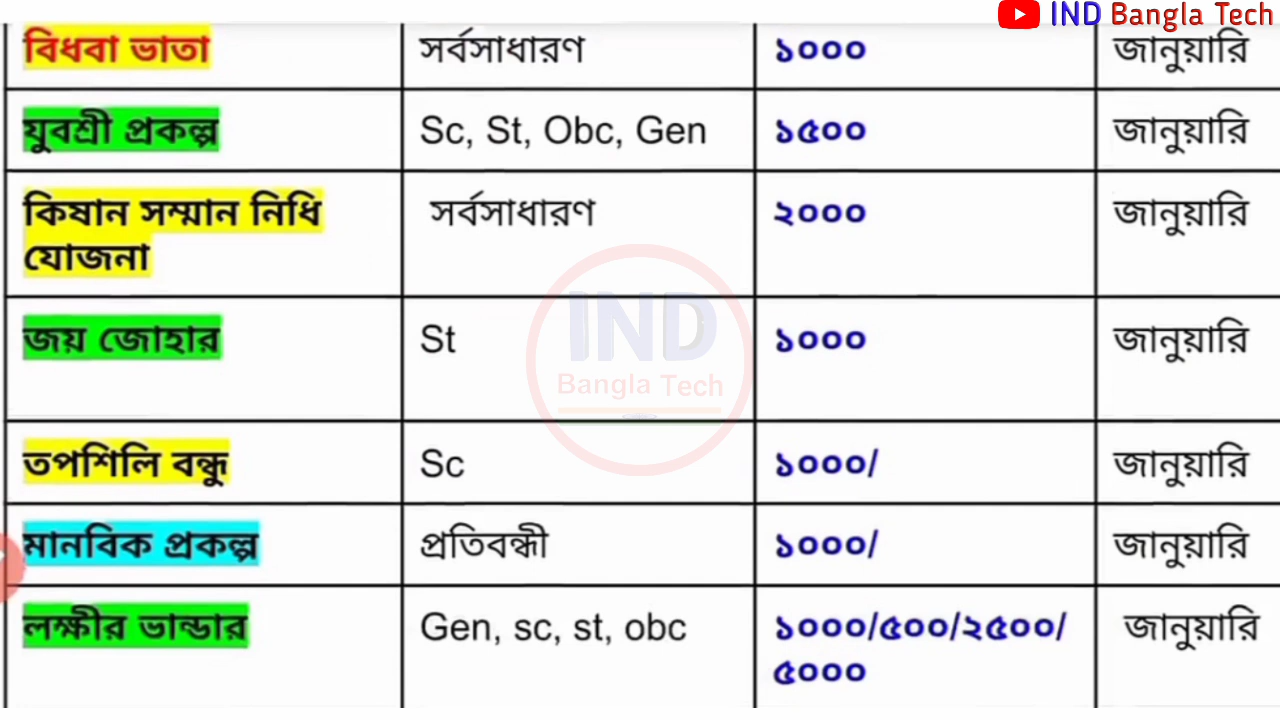 IND Bangla Tech
বিধবা ভাতা সর্বসাধারণ ১০০০ জানুয়ারি
যুবশ্রী প্রকল্প Sc, St, Obc, Gen ১৫০০ জানুয়ারি
কিষান সম্মান নিধি সর্বসাধারণ ২০০০ জানুয়ারি
যোজনা
জয় জোহার St ১০০০ জানুয়ারি
IND
Bangla Tech
তপশিলি বন্ধু Sc ১০০০/ জানুয়ারি
মানবিক প্রকল্প প্রতিবন্ধী ১০০০/ জানুয়ারি
লক্ষীর ভান্ডার Gen, sc, st, obc ১০০০/৫০০/২৫০০/ জানুয়ারি
৫০০০